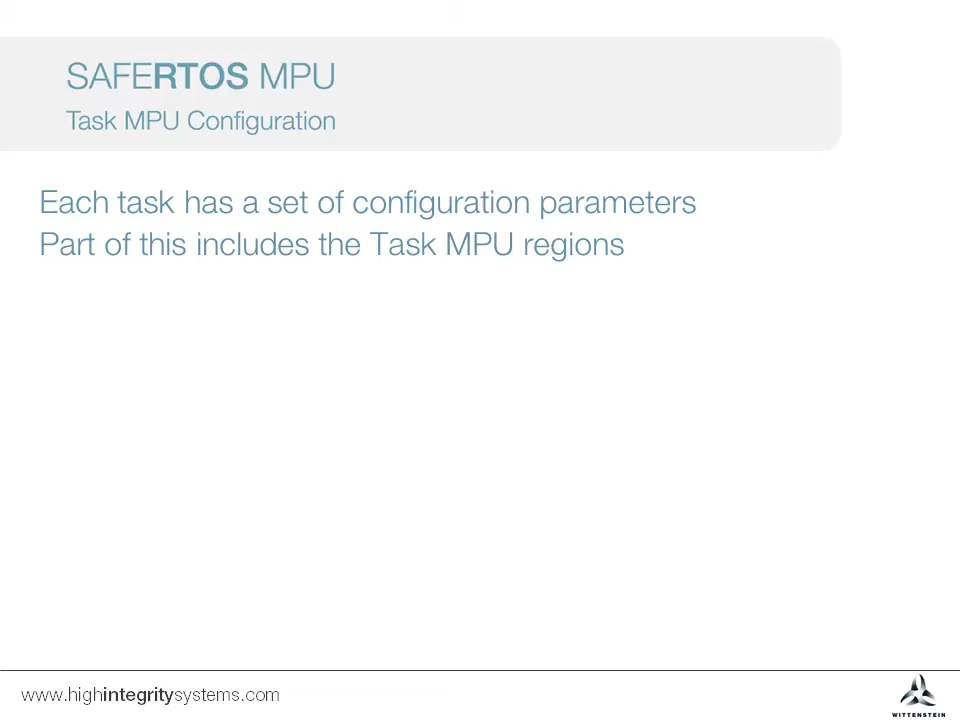 SAFERTOS MPU
Task MPU Configuration
Each task has a set of configuration parameters
Part of this includes the Task MPU regions
www.highintegritysystems.com
WITTENSTEIN